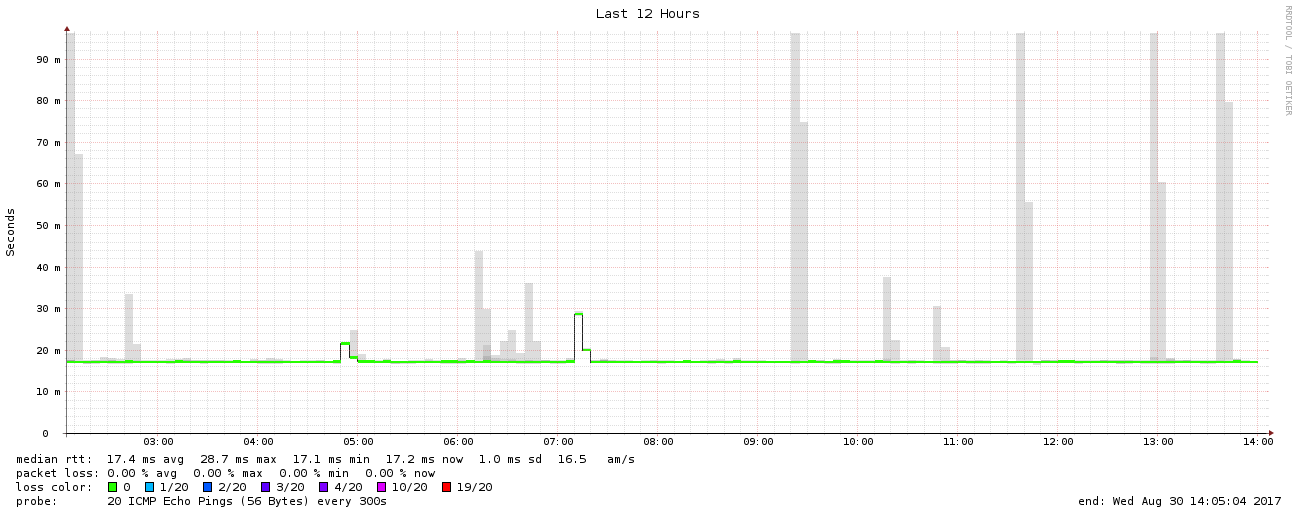 Last 12 Hours
RRDTOOL / TOBI OETIKER
Seconds
90 m
80 m
70 m
60 m
50 m
40 m
30 m
20 m
10 m
0
03:00 04:00 05:00 06:00 07:00 08:00 09:00 10:00 11:00 12:00 13:00 14:00
median rtt: 17.4 ms avg 28.7 ms max 17.1 ms min 17.2 ms now 1.0 ms sd 16.5 am/s
packet loss: 0.00 % avg 0.00 % max 0.00 % min 0.00 % now
loss color: 0 1/20 2/20 3/20 4/20 10/20 19/20
probe: 20 ICMP Echo Pings (56 Bytes) every 300s end: Wed Aug 30 14:05:04 2017